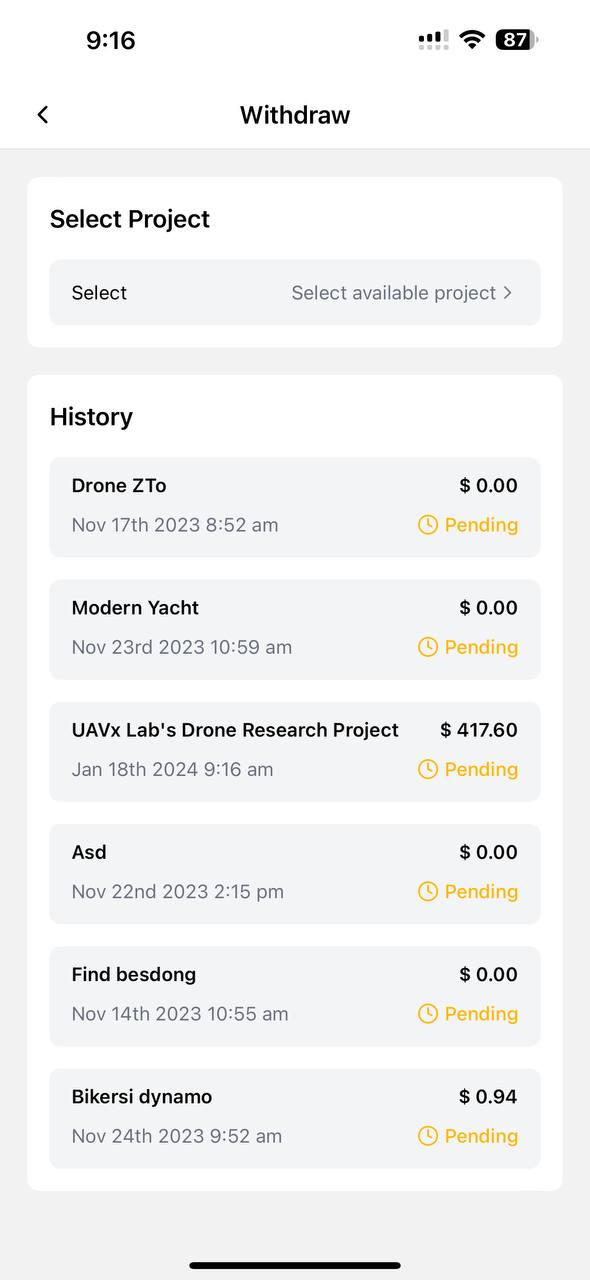 9:16
87
Withdraw
Select Project
Select Select available project
History
Drone ZTo $ 0.00
Nov 17th 2023 8:52 am Pending
Modern Yacht $ 0.00
Nov 23rd 2023 10:59 am Pending
UAVx Lab's Drone Research Project $ 417.60
Jan 18th 2024 9:16 am Pending
Asd $ 0.00
Nov 22nd 2023 2:15 pm Pending
Find besdong $ 0.00
Nov 14th 2023 10:55 am Pending
Bikersi dynamo $ 0.94
Nov 24th 2023 9:52 am Pending